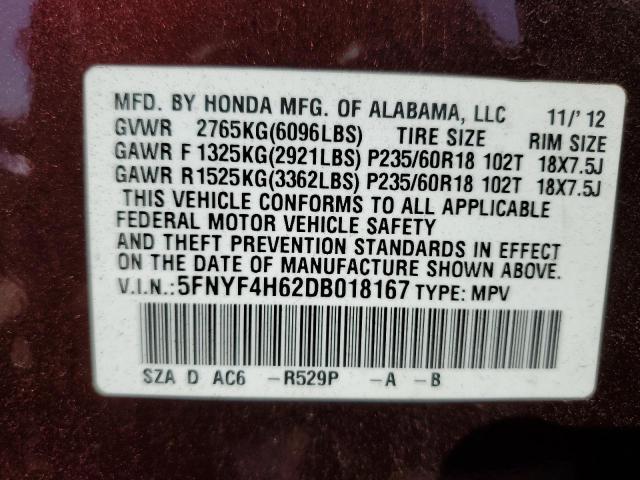 MFD. BY HONDA MFG. OF ALABAMA, LLC 11/'12
GVWR 2765KG(6096LBS) TIRE SIZE RIM SIZE
GAWR F 1325KG(2921LBS) P235/60R18 102T 18X7.5J
GAWR R1525KG(3362LBS) P235/60R18 102T 18X7.5J
THIS VEHICLE CONFORMS TO ALL APPLICABLE
FEDERAL MOTOR VEHICLE SAFETY
AND THEFT PREVENTION STANDARDS IN EFFECT
ON THE DATE OF MANUFACTURE SHOWN ABOVE.
V.I.N.: 5FNYF4H62DB018167 TYPE: MPV
SZA D AC6 -R529P -A -B